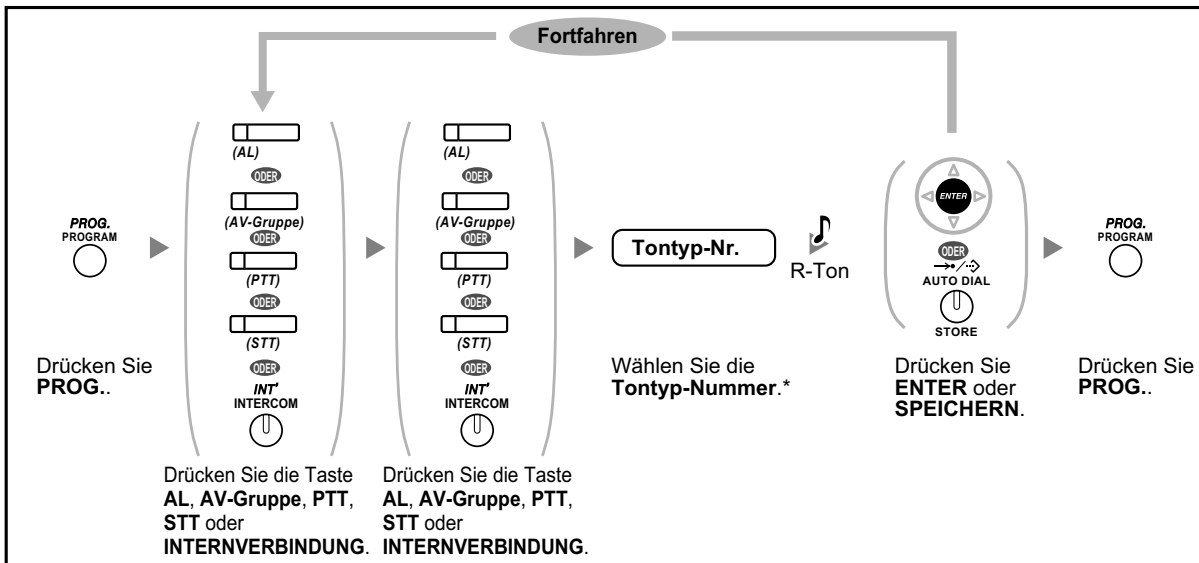 Fortfahren
PROG.
PROGRAM
Drücken Sie
PROG..
(AL)
ODER
(AV-Gruppe)
ODER
(PTT)
ODER
(STT)
ODER
INT'
INTERCOM
Drücken Sie die Taste
AL, AV-Gruppe, PTT,
STT oder
INTERNVERBINDUNG.
(AL)
ODER
(AV-Gruppe)
ODER
(PTT)
ODER
(STT)
ODER
INT'
INTERCOM
Drücken Sie die Taste
AL, AV-Gruppe, PTT,
STT oder
INTERNVERBINDUNG.
Tontyp-Nr.
Wählen Sie die
Tontyp-Nummer.*
R-Ton
ENTER
ODER
AUTO DIAL
STORE
Drücken Sie
ENTER oder
SPEICHERN.
PROG.
PROGRAM
Drücken Sie
PROG..